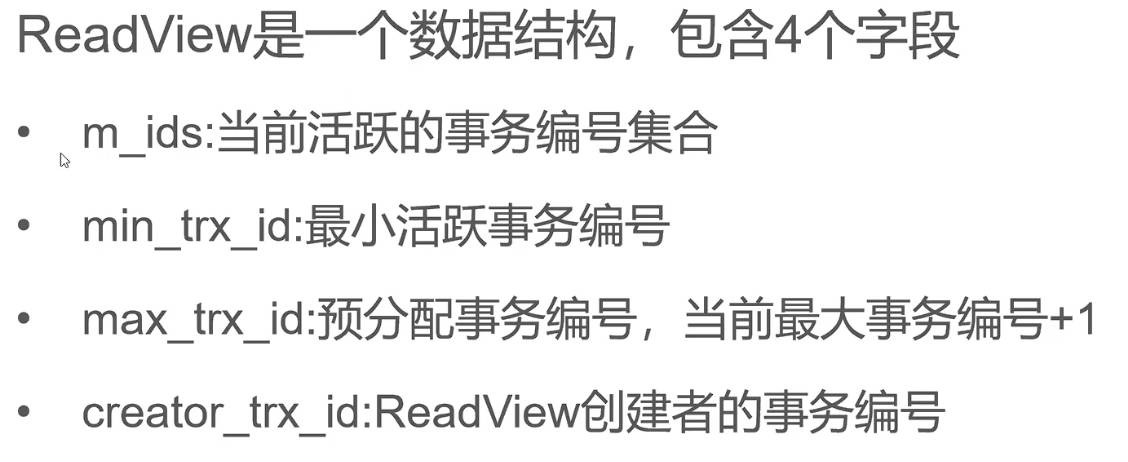 ReadView是一个数据结构，包含4个字段
• m_ids:当前活跃的事务编号集合
• min_trx_id:最小活跃事务编号
• max_trx_id:预分配事务编号，当前最大事务编号+1
• creator_trx_id:ReadView创建者的事务编号